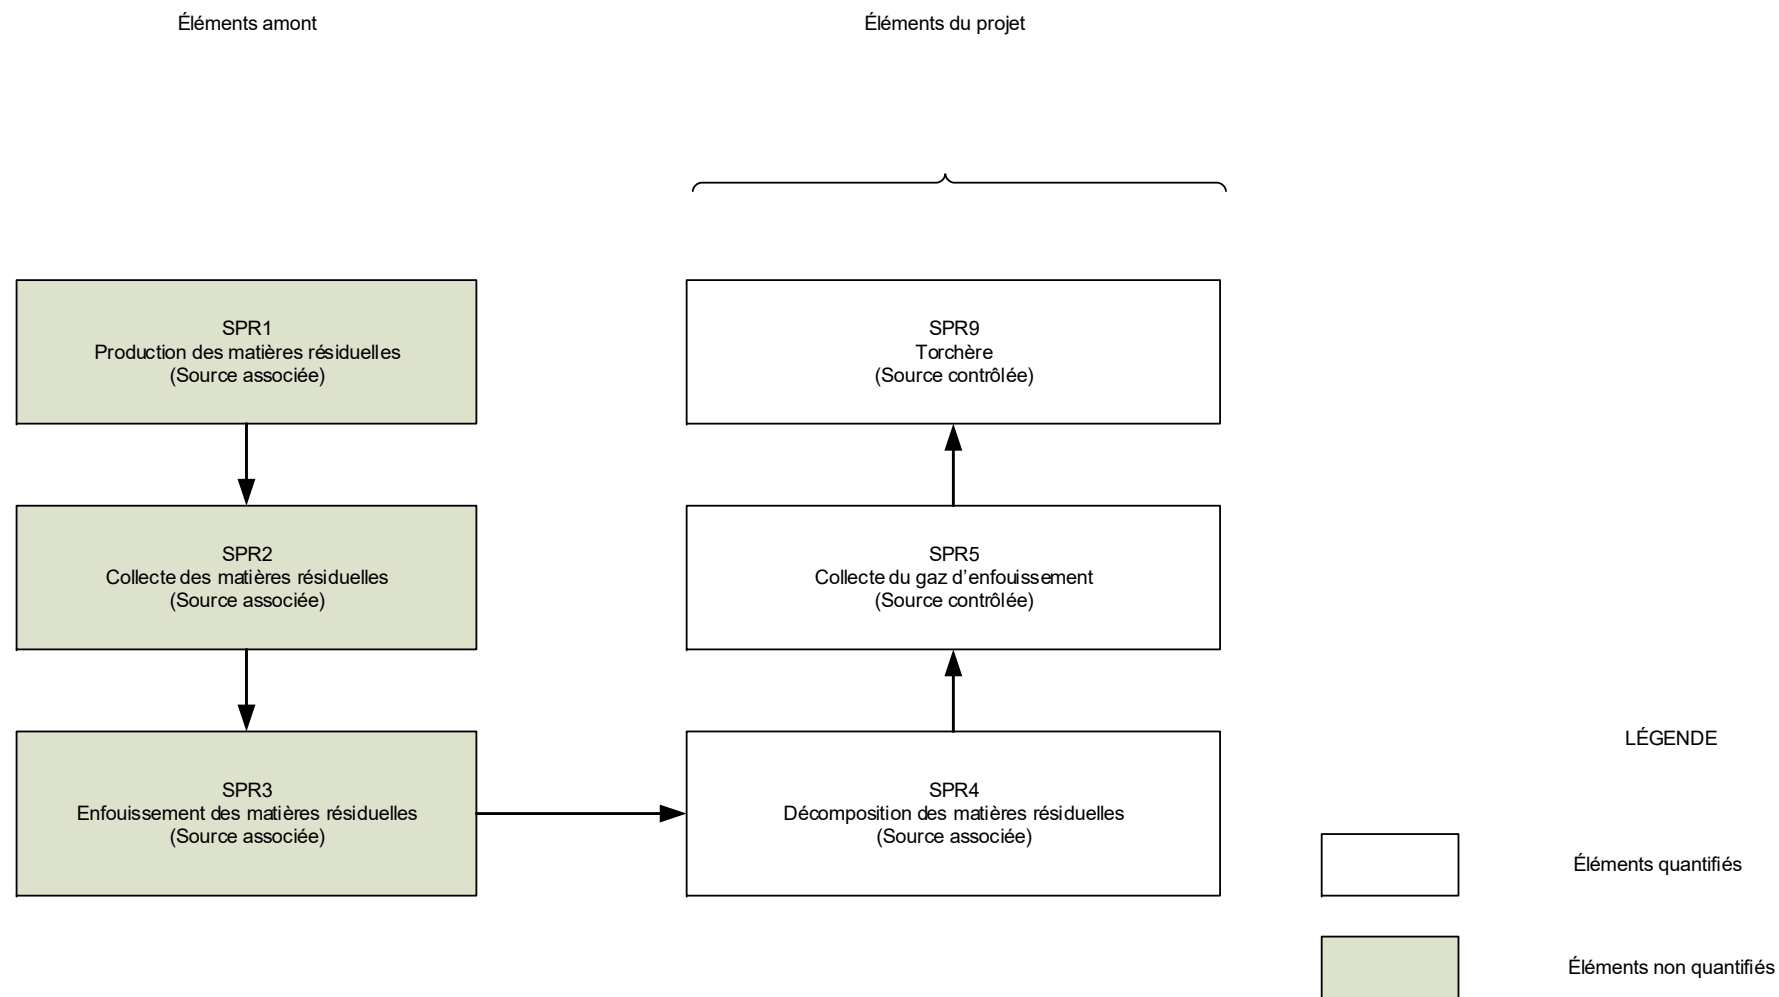 Éléments amont
Éléments du projet
SPR1
Production des matières résiduelles
(Source associée)
SPR2
Collecte des matières résiduelles
(Source associée)
SPR3
Enfouissement des matières résiduelles
(Source associée)
SPR9
Torchère
(Source contrôlée)
SPR5
Collecte du gaz d’enfouissement
(Source contrôlée)
SPR4
Décomposition des matières résiduelles
(Source associée)
LÉGENDE
Éléments quantifiés
Éléments non quantifiés